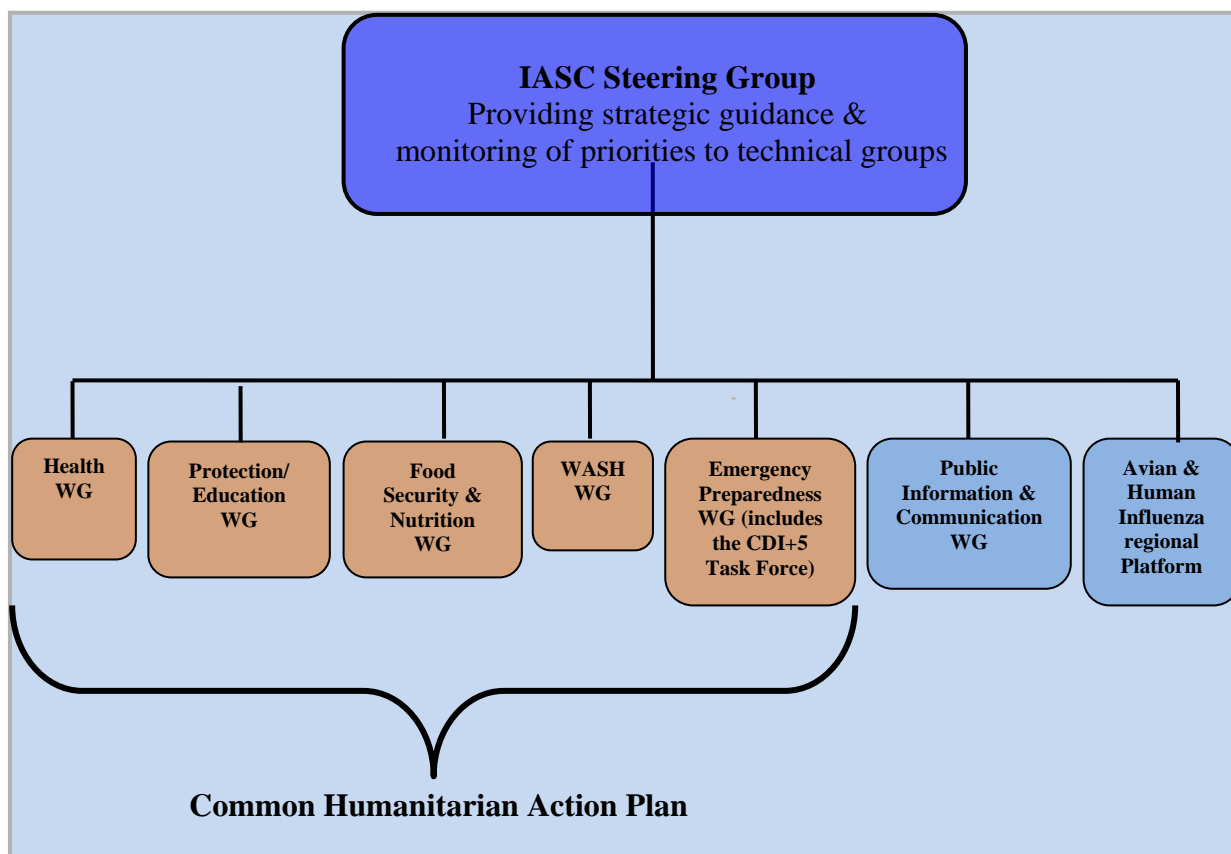 IASC Steering Group
Providing strategic guidance &
monitoring of priorities to technical groups
Health
WG
Protection/
Education
WG
Food
Security &
Nutrition
WG
WASH
WG
Emergency
Preparedness
WG (includes
the CDI+5
Task Force)
Public
Information &
Communication
WG
Avian &
Human
Influenza
regional
Platform
Common Humanitarian Action Plan